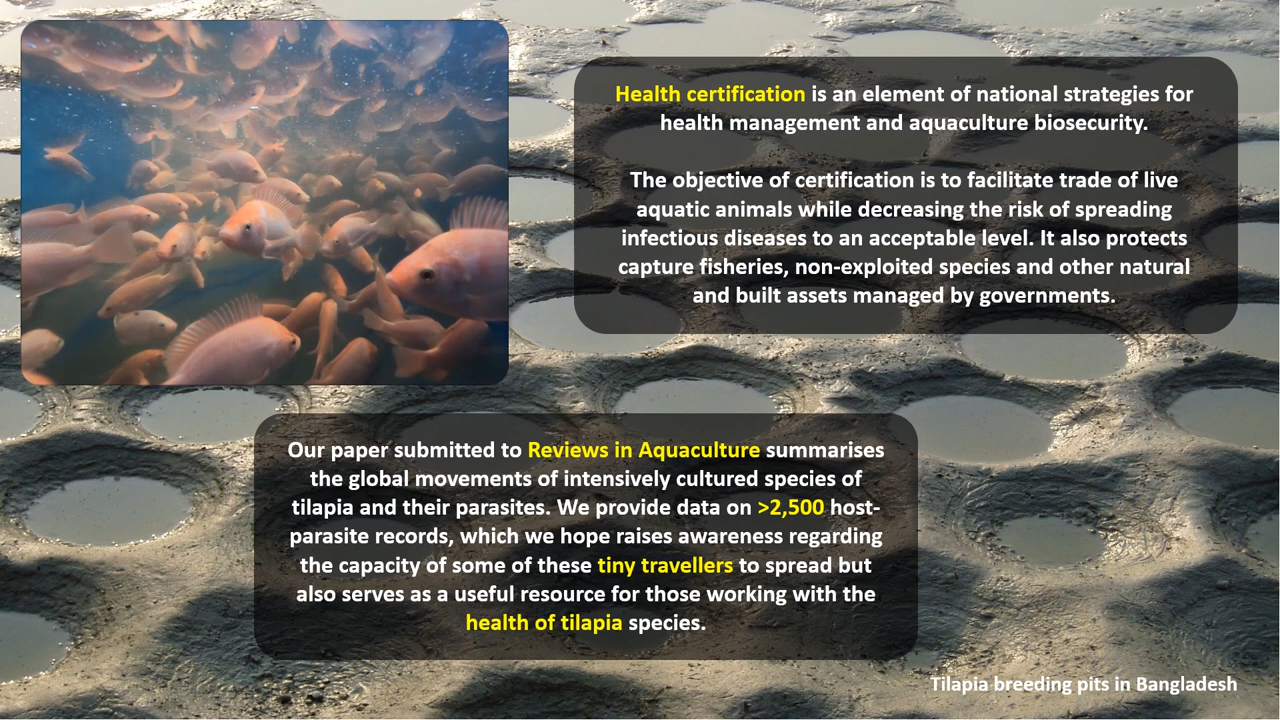 Health certification is an element of national strategies for
health management and aquaculture biosecurity.
The objective of certification is to facilitate trade of live
aquatic animals while decreasing the risk of spreading
infectious diseases to an acceptable level. It also protects
capture fisheries, non-exploited species and other natural
and built assets managed by governments.
Our paper submitted to Reviews in Aquaculture summarises
the global movements of intensively cultured species of
tilapia and their parasites. We provide data on >2,500 host-
parasite records, which we hope raises awareness regarding
the capacity of some of these tiny travellers to spread but
also serves as a useful resource for those working with the
health of tilapia species.
Tilapia breeding pits in Bangladesh